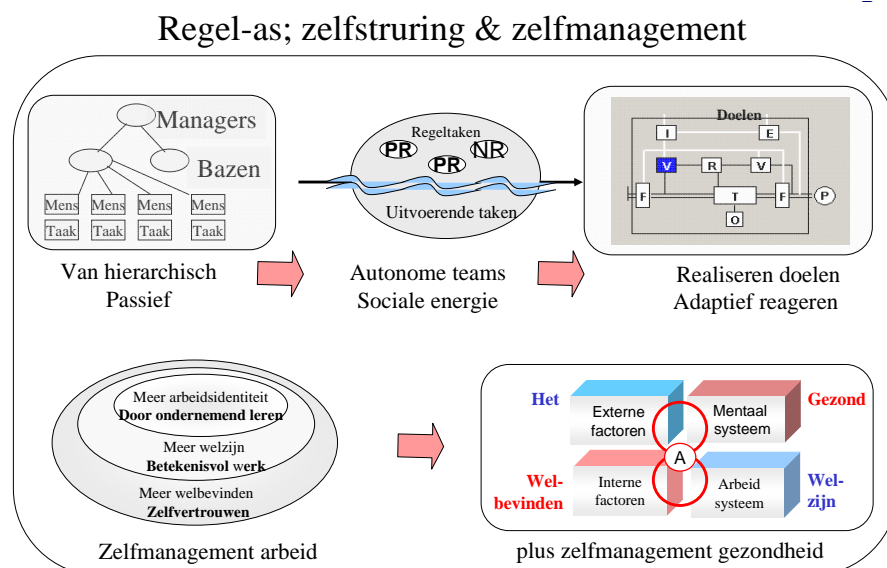 Regel-as; zelfstruring & zelfmanagement
Managers
Bazen
Mens Mens Mens Mens
Taak Taak Taak Taak
Van hierarchisch
Passief
Regeltaken
PR NR
PR
Uitvoerende taken
Autonome teams
Sociale energie
Doelen
I E
V R V
F T F P
O
Realiseren doelen
Adaptief reageren
Meer arbeidsidentiteit
Door ondernemend leren
Meer welzijn
Betekenisvol werk
Meer welbevinden
Zelfvertrouwen
Zelfmanagement arbeid
Het
Externe
factoren
Mentaal
systeem
Gezond
A
Wel-
bevinden
Interne
factoren
Arbeid
systeem
Wel-
zijn
plus zelfmanagement gezondheid